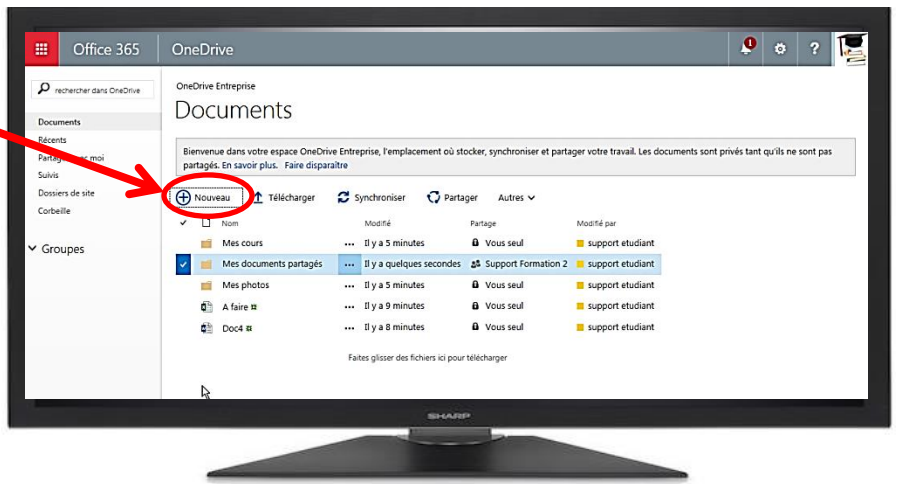 Office 365 OneDrive 1 ?
rechercher dans OneDrive
OneDrive Entreprise
Documents
Documents
Récents
Suivis
Dossiers de site
Corbeille
Groupes
Bienvenue dans votre espace OneDrive Entreprise, l'emplacement où stocker, synchroniser et partager votre travail. Les documents sont privés tant qu'ils ne sont pas
partagés. En savoir plus. Faire disparaître
Nouveau Télécharger Synchroniser Partager Autres
Nom Modifié Partage Modifié par
Mes cours ... Il y a 5 minutes Vous seul support etudiant
Mes documents partagés ... Il y a quelques secondes Support Formation 2 support etudiant
Mes photos ... Il y a 5 minutes Vous seul support etudiant
A faire ... Il y a 9 minutes Vous seul support etudiant
Doc4 ... Il y a 8 minutes Vous seul support etudiant
Faites glisser des fichiers ici pour télécharger
SHARP